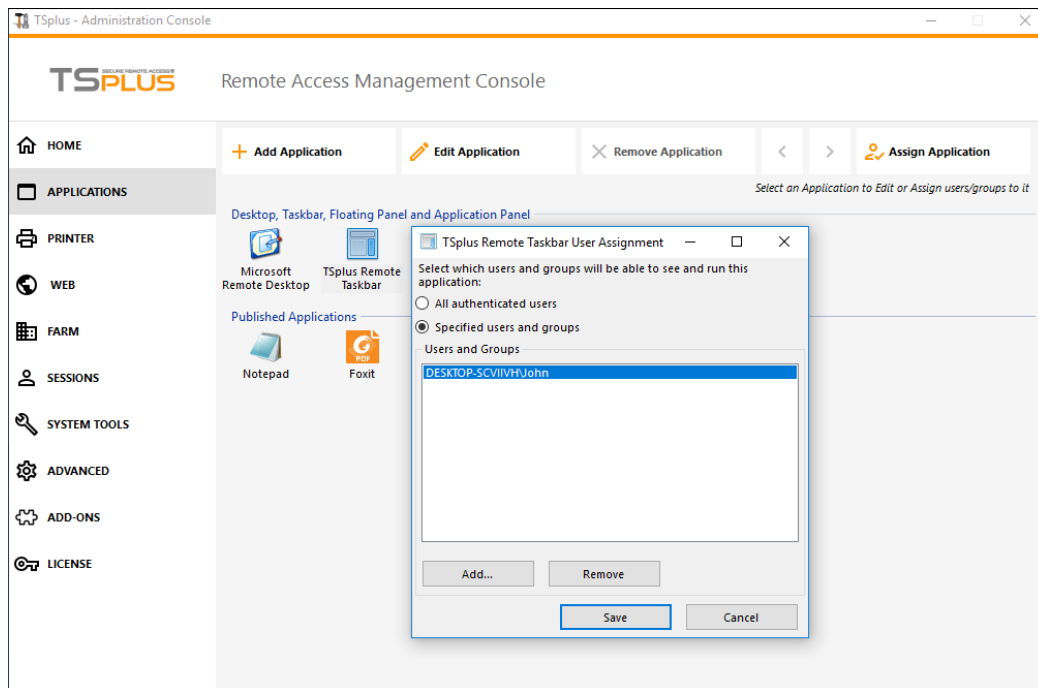 TSplus - Administration Console
TSPLUS
SECURE REMOTE ACCESS®
Remote Access Management Console
HOME
APPLICATIONS
PRINTER
WEB
FARM
SESSIONS
SYSTEM TOOLS
ADVANCED
ADD-ONS
LICENSE
Add Application
Edit Application
Remove Application
Assign Application
Select an Application to Edit or Assign users/groups to it
Desktop, Taskbar, Floating Panel and Application Panel
Microsoft
Remote Desktop
TSplus Remote
Taskbar
Published Applications
Notepad
PDF
Foxit
TSplus Remote Taskbar User Assignment
Select which users and groups will be able to see and run this
application:
All authenticated users
Specified users and groups
Users and Groups
DESKTOP-SCVIIVH\John
Add...
Remove
Save
Cancel